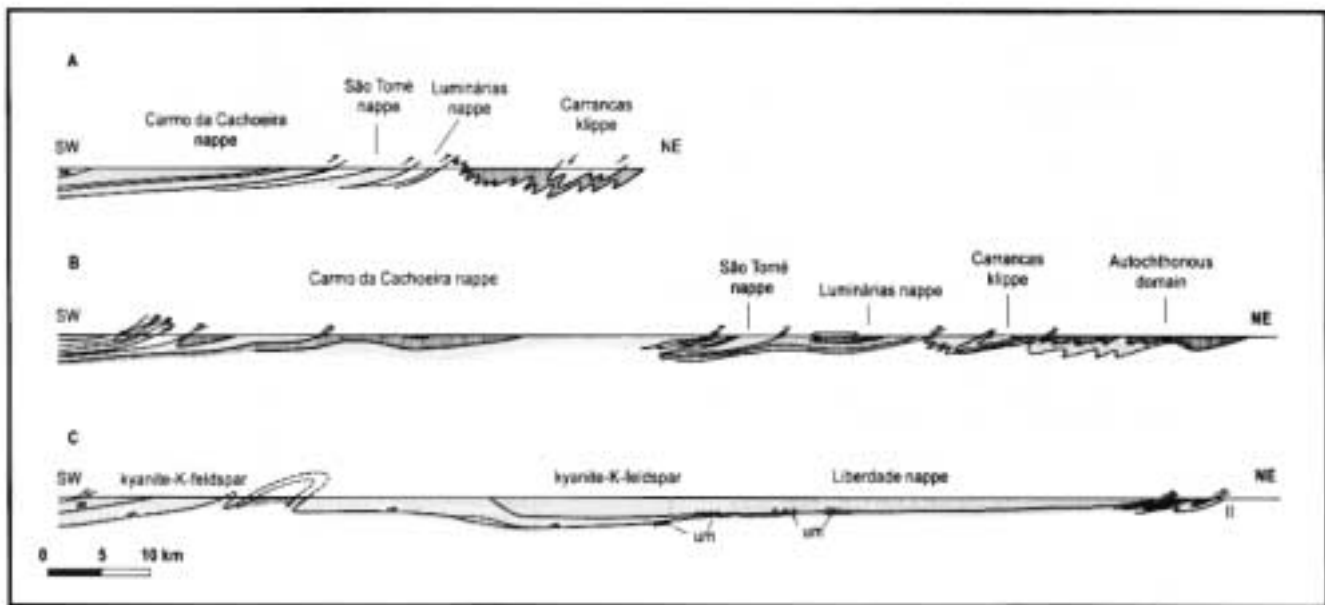 A
São Tomé
nappe
Luminárias
nappe
Carrancas
klippe
Carmo da Cachoeira
nappe
SW
NE
B
Carmo da Cachoeira nappe
São Tomé
nappe
Luminárias nappe
Carrancas
klippe
Autochthonous
domain
SW
NE
C
SW
kyanite-K-feldspar
kyanite-K-feldspar
Liberdade nappe
NE
um
um
II
0 5 10 km